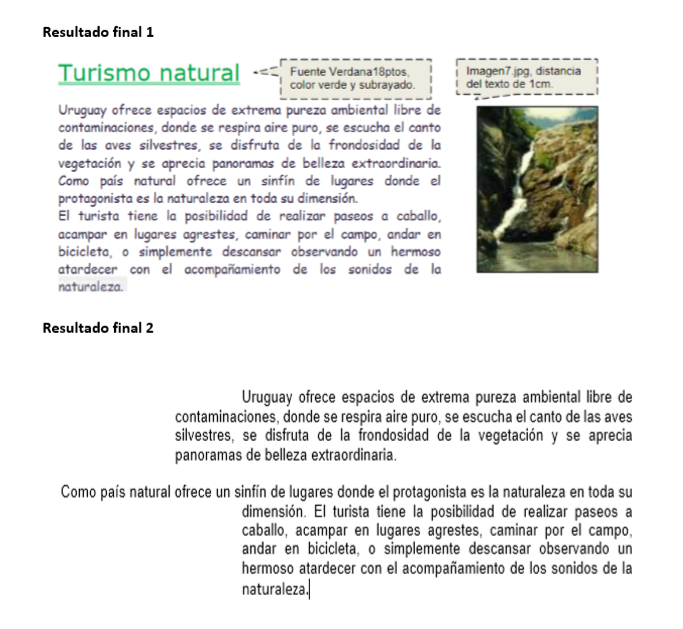 Resultado final 1
Turismo natural
Fuente Verdana18ptos,
color verde y subrayado.
Imagen7.jpg, distancia
del texto de 1cm.
Uruguay ofrece espacios de extrema pureza ambiental libre de
contaminaciones, donde se respira aire puro, se escucha el canto
de las aves silvestres, se disfruta de la frondosidad de la
vegetación y se aprecia panoramas de belleza extraordinaria.
Como país natural ofrece un sinfín de lugares donde el
protagonista es la naturaleza en toda su dimensión.
El turista tiene la posibilidad de realizar paseos a caballo,
acampar en lugares agrestes, caminar por el campo, andar en
bicicleta, o simplemente descansar observando un hermoso
atardecer con el acompañamiento de los sonidos de la
naturaleza.
Resultado final 2
Uruguay ofrece espacios de extrema pureza ambiental libre de
contaminaciones, donde se respira aire puro, se escucha el canto de las aves
silvestres, se disfruta de la frondosidad de la vegetación y se aprecia
panoramas de belleza extraordinaria.
Como país natural ofrece un sinfín de lugares donde el protagonista es la naturaleza en toda su
dimensión. El turista tiene la posibilidad de realizar paseos a
caballo, acampar en lugares agrestes, caminar por el campo,
andar en bicicleta, o simplemente descansar observando un
hermoso atardecer con el acompañamiento de los sonidos de la
naturaleza.